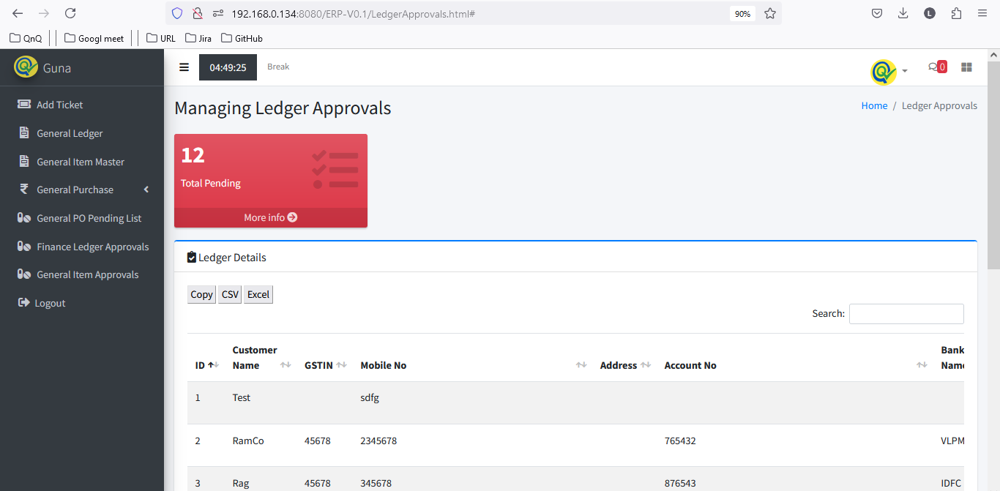 192.168.0.134:8080/ERP-V0.1/LedgerApprovals.html#
90%
L
QnQ
Googl meet
URL
Jira
GitHub
Guna
04:49:25
Break
0
Add Ticket
General Ledger
General Item Master
General Purchase
General PO Pending List
Finance Ledger Approvals
General Item Approvals
Logout
Managing Ledger Approvals
Home / Ledger Approvals
12
Total Pending
More info
Ledger Details
Copy CSV Excel
Search:
ID Customer Name GSTIN Mobile No Address Account No Bank Name
1 Test sdfg
2 RamCo 45678 2345678 765432 VLPM
3 Rag 45678 345678 876543 IDFC